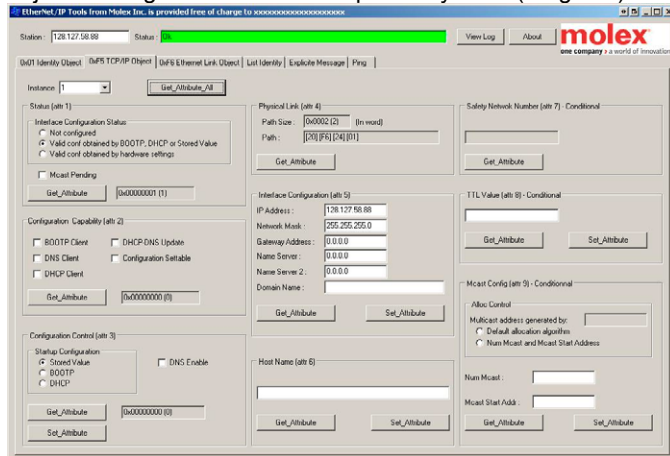 EtherNet/IP Tools from Molex Inc. is provided free of charge to xxxxxxxxxxxxxxxxxxx
Station : 128.127.58.88 Status : Ok View Log About molex
one company > a world of innovation
0x01 Identity Object 0xF5 TCP/IP Object 0xF6 Ethernet Link Object List Identity Explicite Message Ping
Instance 1 Get_Attribute_All
Status (attr 1)
Interface Configuration Status
Not configured
Valid conf obtained by BOOTP, DHCP or Stored Value
Valid conf obtained by hardware settings
Mcast Pending
Get_Attribute 0x00000001 (1)
Configuration Capability (attr 2)
BOOTP Client DHCP-DNS Update
DNS Client Configuration Settable
DHCP Client
Get_Attribute 0x00000000 (0)
Configuration Control (attr 3)
Startup Configuration
Stored Value DNS Enable
BOOTP
DHCP
Get_Attribute 0x00000000 (0)
Set_Attribute
Physical Link (attr 4)
Path Size : 0x0002 (2) (In word)
Path : [20] [F6] [24] [01]
Get_Attribute
Interface Configuration (attr 5)
IP Address : 128.127.58.88
Network Mask : 255.255.255.0
Gateway Address : 0.0.0.0
Name Server : 0.0.0.0
Name Server 2 : 0.0.0.0
Domain Name :
Get_Attribute Set_Attribute
Host Name (attr 6)
Get_Attribute Set_Attribute
Safety Network Number (attr 7) - Conditional
Get_Attribute
TTL Value (attr 8) - Conditional
Get_Attribute Set_Attribute
Mcast Config (attr 9) - Conditionnal
Alloc Control
Multicast address generated by:
Default allocation algorithm
Num Mcast and Mcast Start Address
Num Mcast :
Mcast Start Addr :
Get_Attribute Set_Attribute